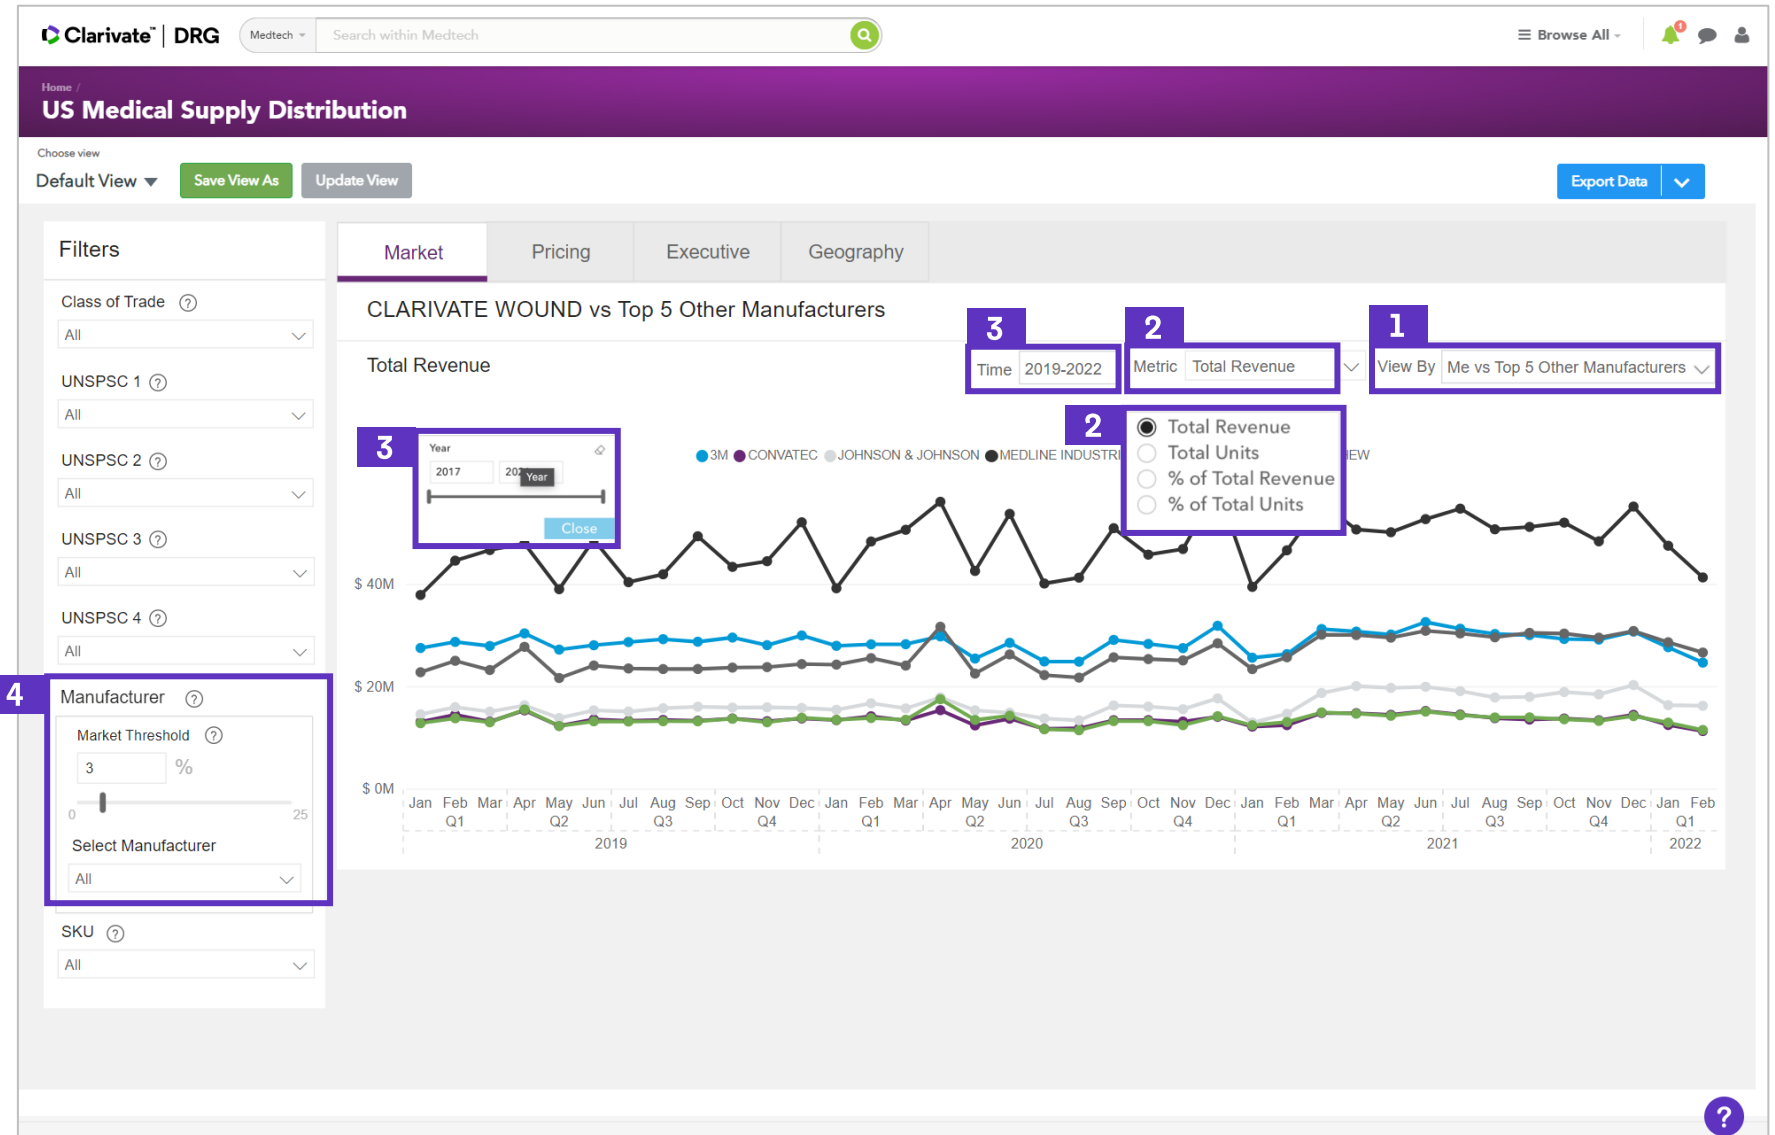 Clarivate™ | DRG
Medtech
Search within Medtech
Browse All
1
Home /
US Medical Supply Distribution
Choose view
Default View
Save View As
Update View
Export Data
Filters
Market
Pricing
Executive
Geography
Class of Trade ?
All
UNSPSC 1 ?
All
UNSPSC 2 ?
All
UNSPSC 3 ?
All
UNSPSC 4 ?
All
4
Manufacturer ?
Market Threshold ?
3 %
0 25
Select Manufacturer
All
SKU ?
All
CLARIVATE WOUND vs Top 5 Other Manufacturers
Total Revenue
3
Time 2019-2022
2
Metric Total Revenue
1
View By Me vs Top 5 Other Manufacturers
2
Total Revenue
Total Units
% of Total Revenue
% of Total Units
3
Year
2017
Year
Close
3M CONVATEC JOHNSON & JOHNSON MEDLINE INDUSTRI
$ 40M
$ 20M
$ 0M
Jan Feb Mar Apr May Jun Jul Aug Sep Oct Nov Dec Jan Feb Mar Apr May Jun Jul Aug Sep Oct Nov Dec Jan Feb Mar Apr May Jun Jul Aug Sep Oct Nov Dec Jan Feb
Q1 Q2 Q3 Q4 Q1 Q2 Q3 Q4 Q1 Q2 Q3 Q4 Q1
2019 2020 2021 2022
?